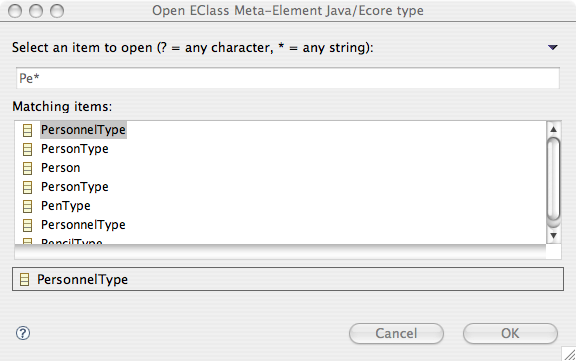 Open EClass Meta-Element Java/Ecore type
Select an item to open (? = any character, * = any string):
Pe*
Matching items:
PersonnelType
PersonType
Person
PersonType
PenType
PersonnelType
PencilType
PersonnelType
?
Cancel
OK